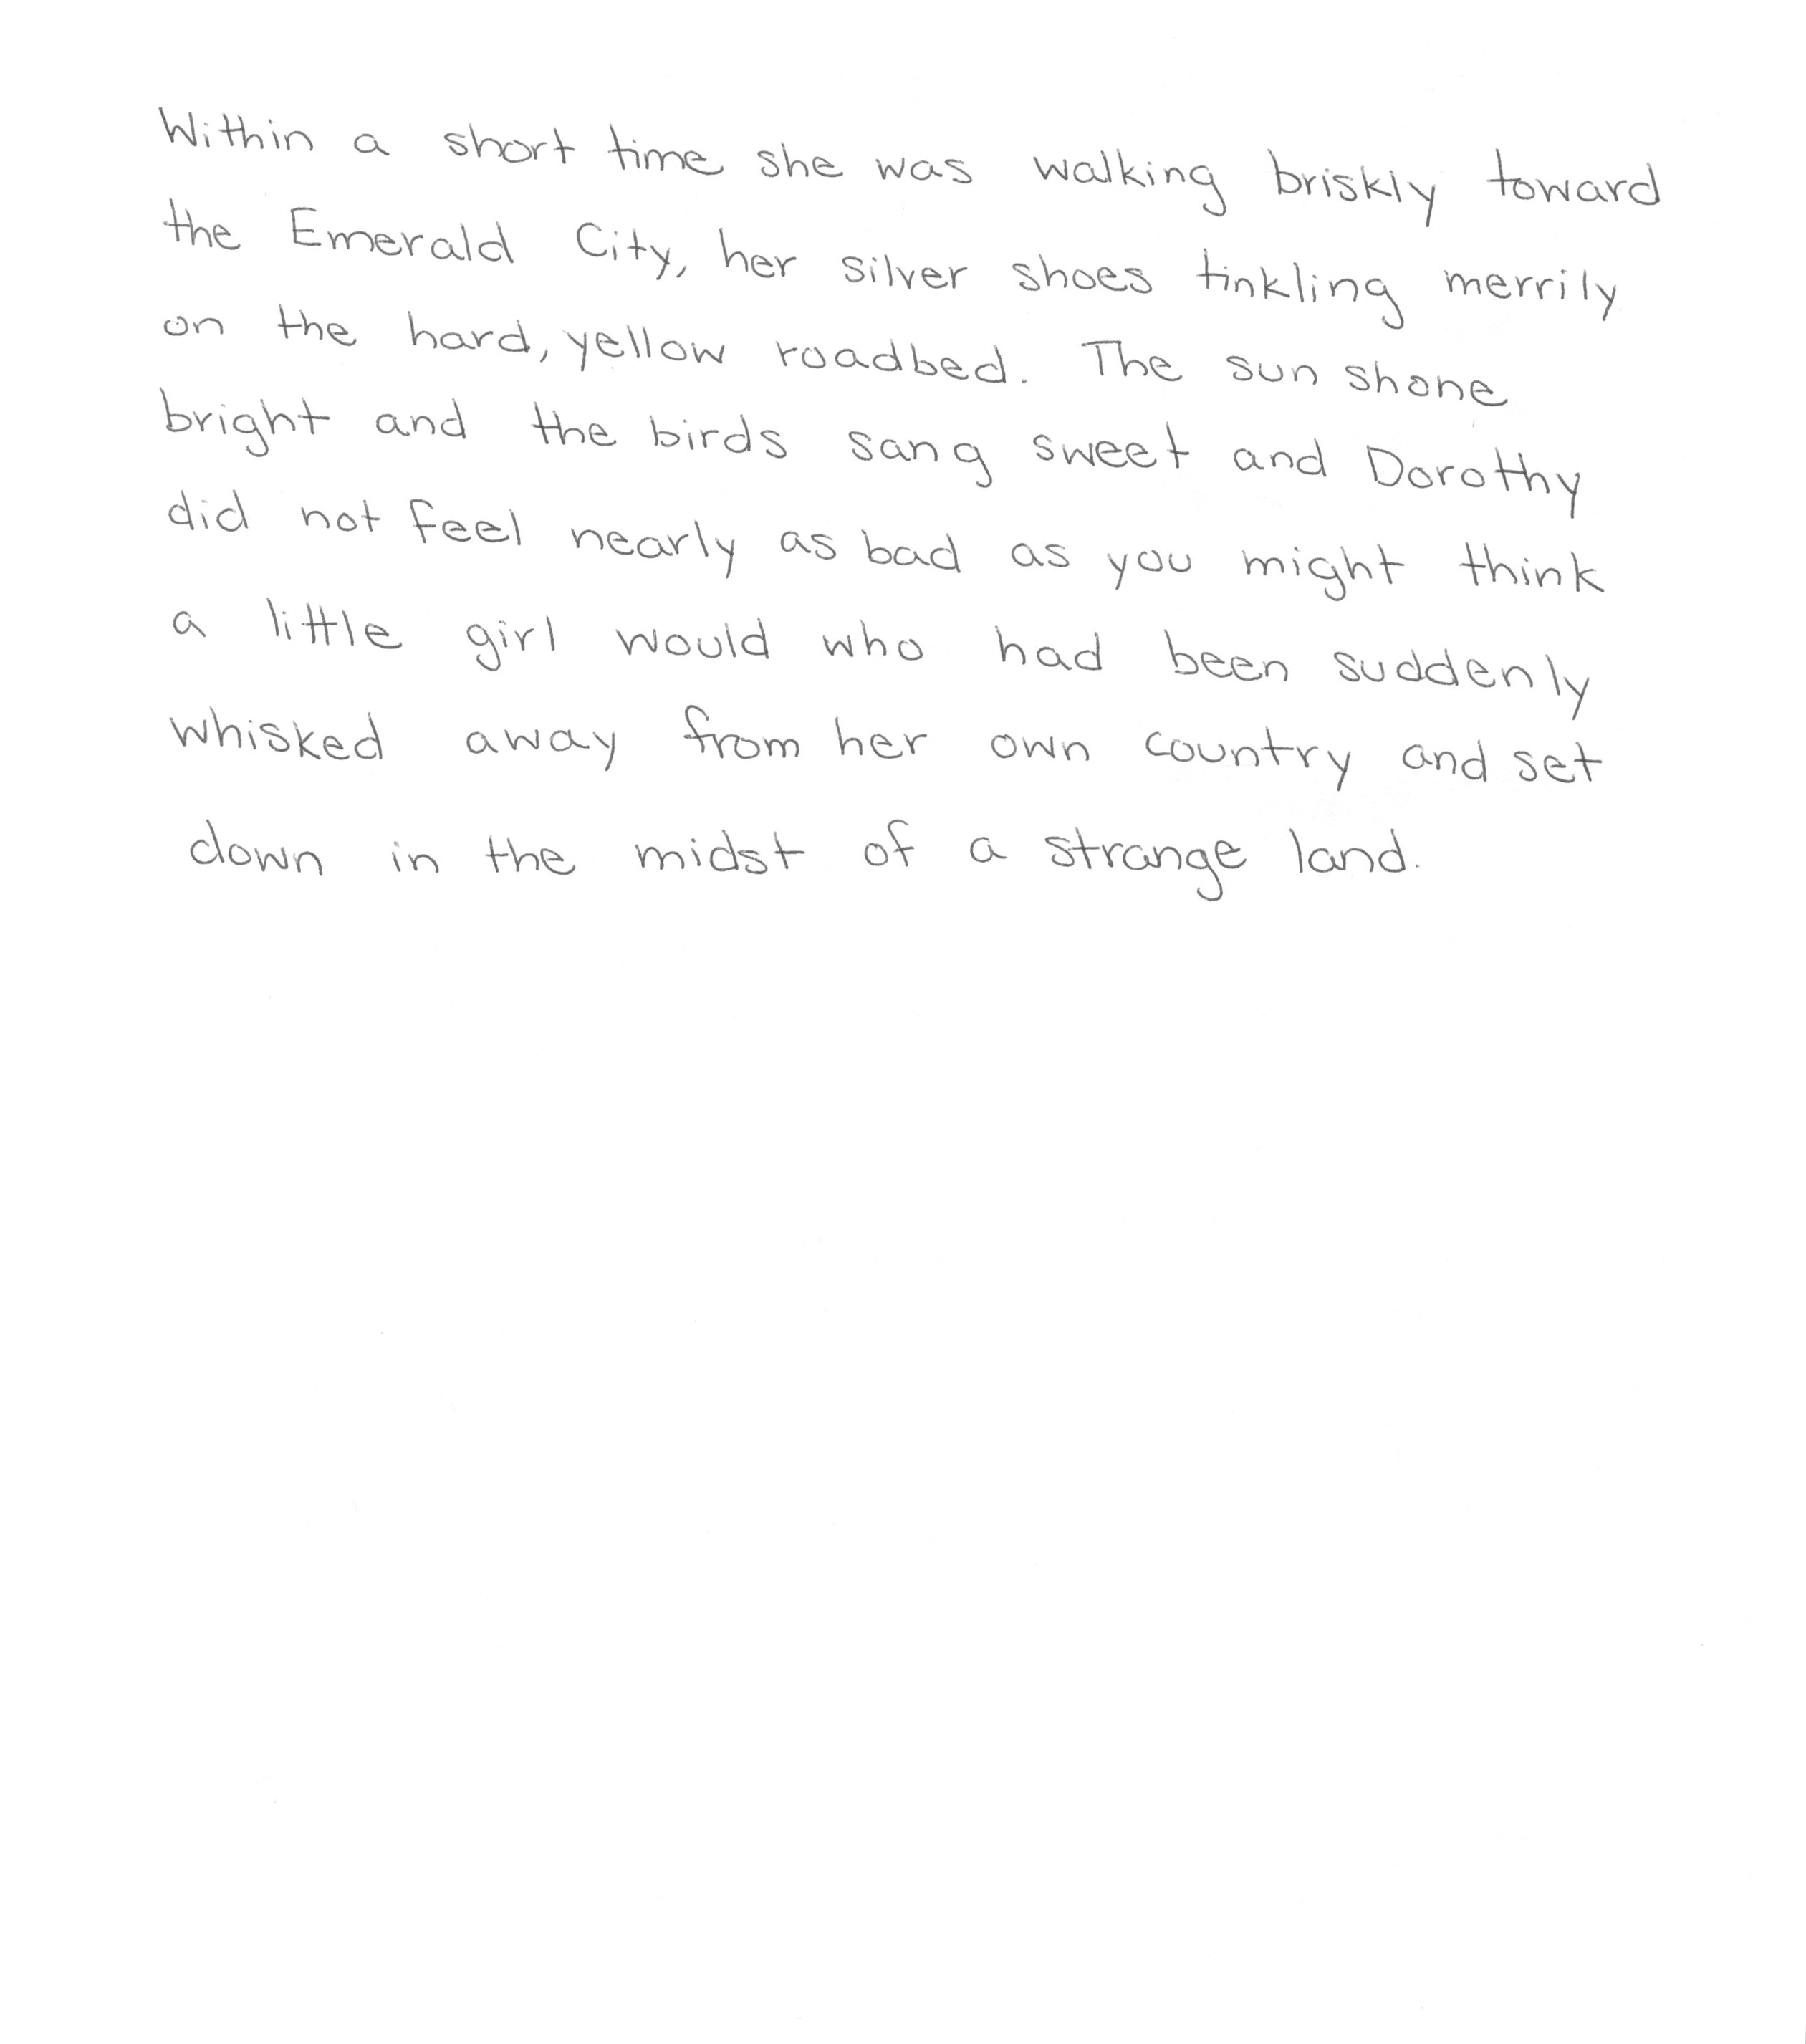 Within a short time she was walking briskly toward
the Emerald City, her silver shoes tinkling merrily
on the hard, yellow roadbed. The sun shone
bright and the birds sang sweet and Dorothy
did not feel nearly as bad as you might think
a little girl would who had been suddenly
whisked away from her own country and set
down in the midst of a strange land.